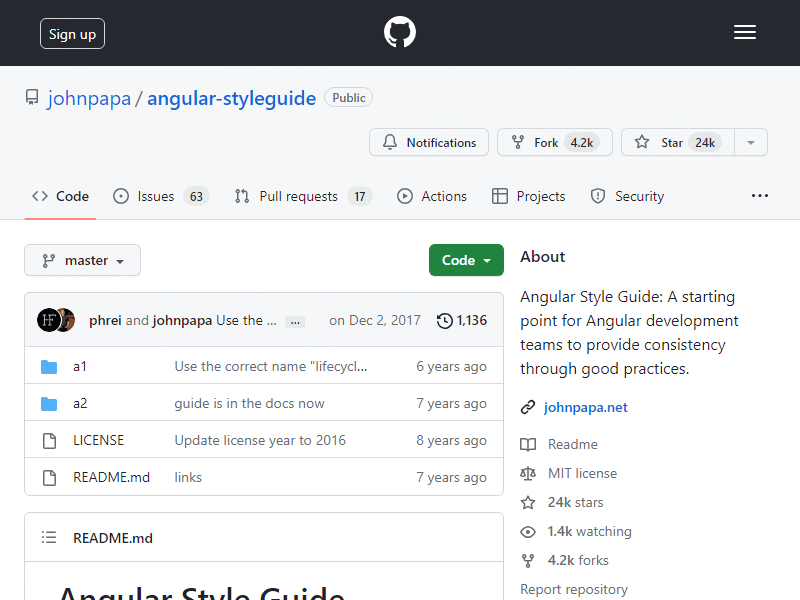 Sign up
johnpapa / angular-styleguide Public
Notifications Fork 4.2k Star 24k
Code Issues 63 Pull requests 17 Actions Projects Security
master Code
phrei and johnpapa Use the ... ... on Dec 2, 2017 1,136
a1 Use the correct name "lifecycl... 6 years ago
a2 guide is in the docs now 7 years ago
LICENSE Update license year to 2016 8 years ago
README.md links 7 years ago
README.md
Angular Style Guide
About
Angular Style Guide: A starting
point for Angular development
teams to provide consistency
through good practices.
johnpapa.net
Readme
MIT license
24k stars
1.4k watching
4.2k forks
Report repository